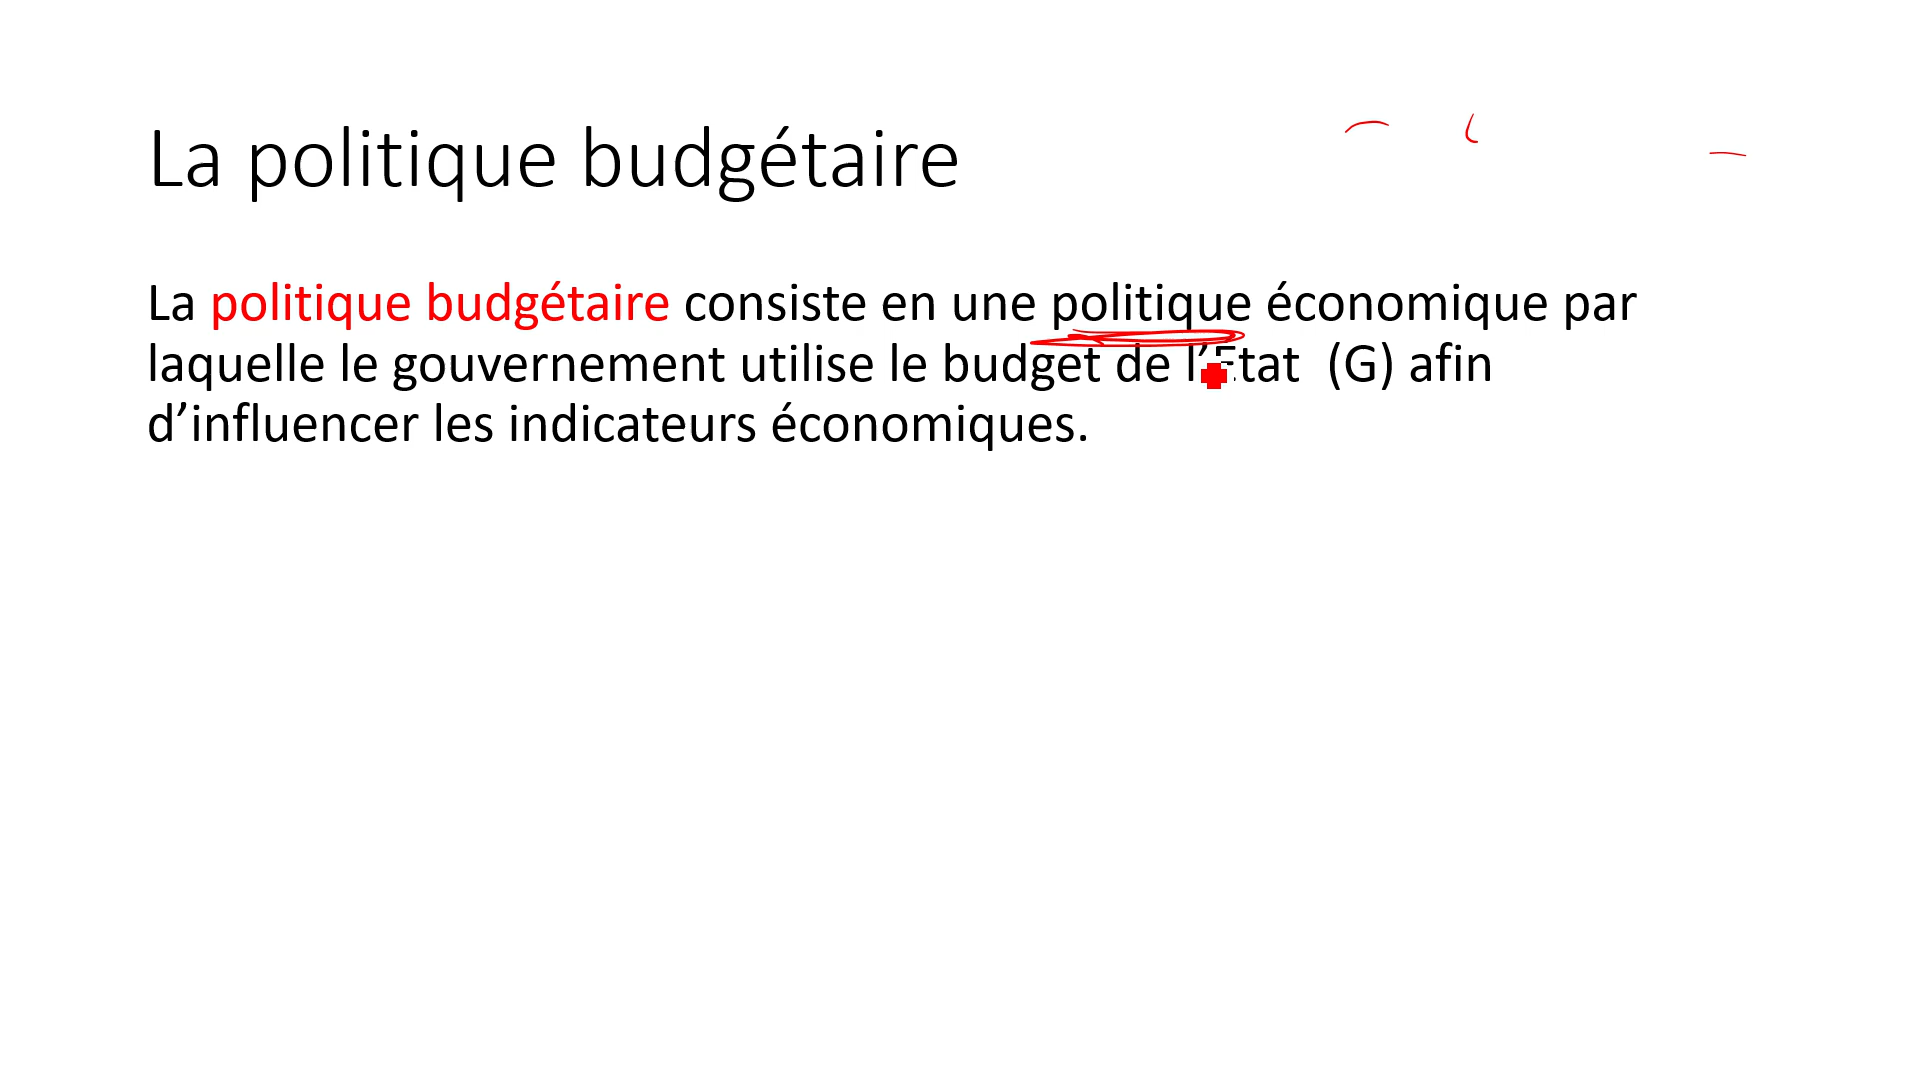 La politique budgétaire
La politique budgétaire consiste en une politique économique par
laquelle le gouvernement utilise le budget de l’Etat  (G) afin
d’influencer les indicateurs économiques.